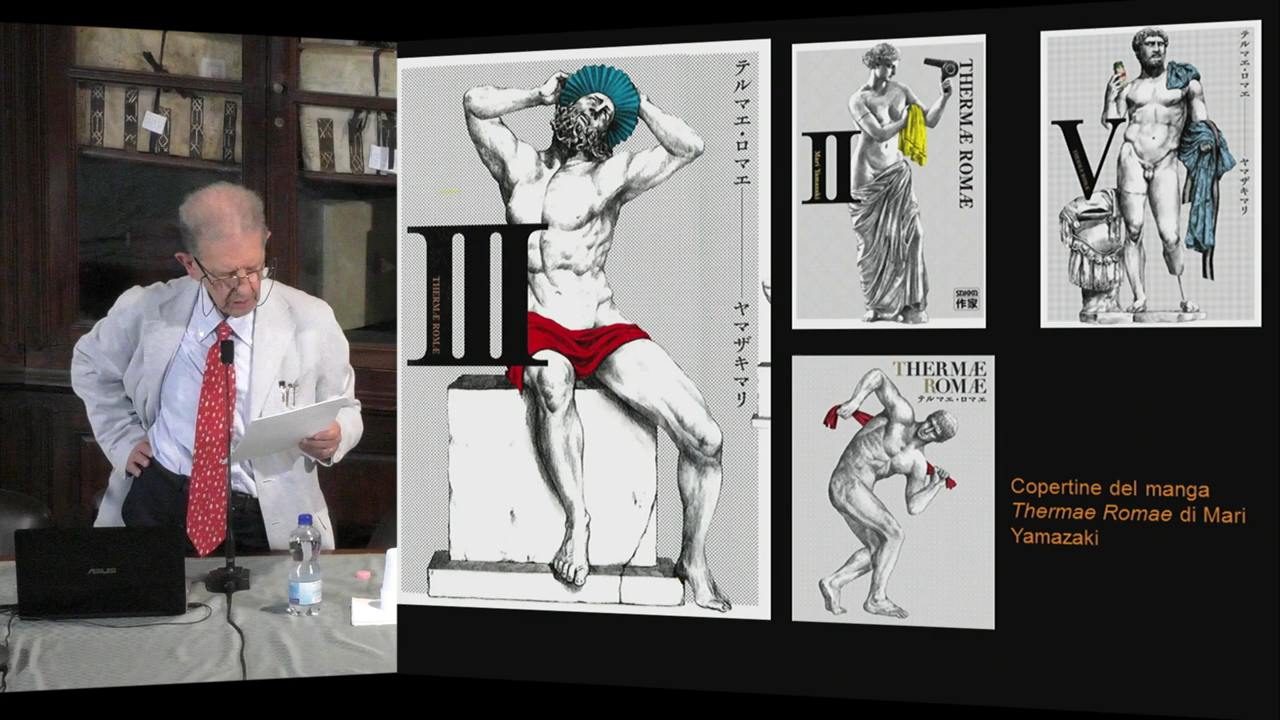 ASUS
テルマエ・ロマエ
ヤマザキマリ
III
THERMÆ ROMÆ
THERMÆ ROMÆ
II
Mari Yamazaki
作家
テルマエ・ロマエ
ヤマザキマリ
V
THERMÆ
ROMÆ
テルマエ・ロマエ
Copertine del manga
Thermae Romae di Mari
Yamazaki